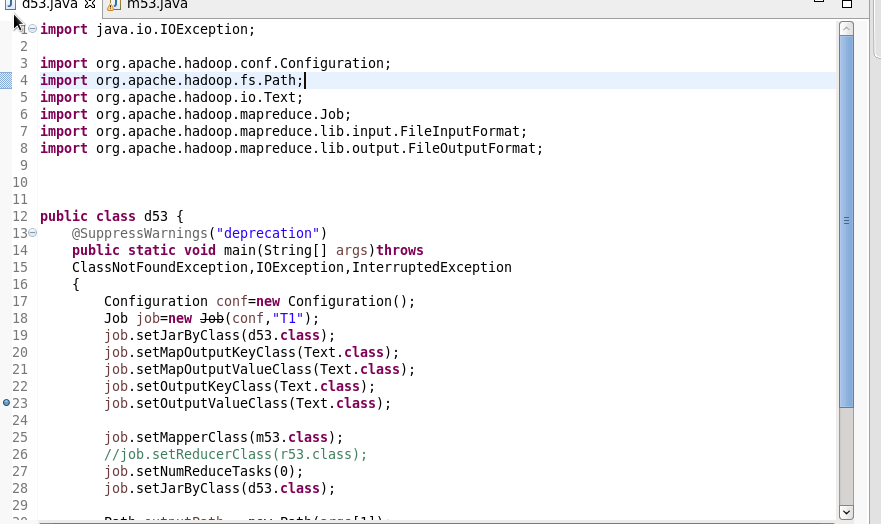 d53.java m53.java
1 import java.io.IOException;
2
3 import org.apache.hadoop.conf.Configuration;
4 import org.apache.hadoop.fs.Path;
5 import org.apache.hadoop.io.Text;
6 import org.apache.hadoop.mapreduce.Job;
7 import org.apache.hadoop.mapreduce.lib.input.FileInputFormat;
8 import org.apache.hadoop.mapreduce.lib.output.FileOutputFormat;
9
10
11
12 public class d53 {
13 @SuppressWarnings("deprecation")
14 public static void main(String[] args)throws
15 ClassNotFoundException,IOException,InterruptedException
16 {
17 Configuration conf=new Configuration();
18 Job job=new Job(conf,"T1");
19 job.setJarByClass(d53.class);
20 job.setMapOutputKeyClass(Text.class);
21 job.setMapOutputValueClass(Text.class);
22 job.setOutputKeyClass(Text.class);
23 job.setOutputValueClass(Text.class);
24
25 job.setMapperClass(m53.class);
26 //job.setReducerClass(r53.class);
27 job.setNumReduceTasks(0);
28 job.setJarByClass(d53.class);
29
30 Path outputPath = new Path(args[1]);